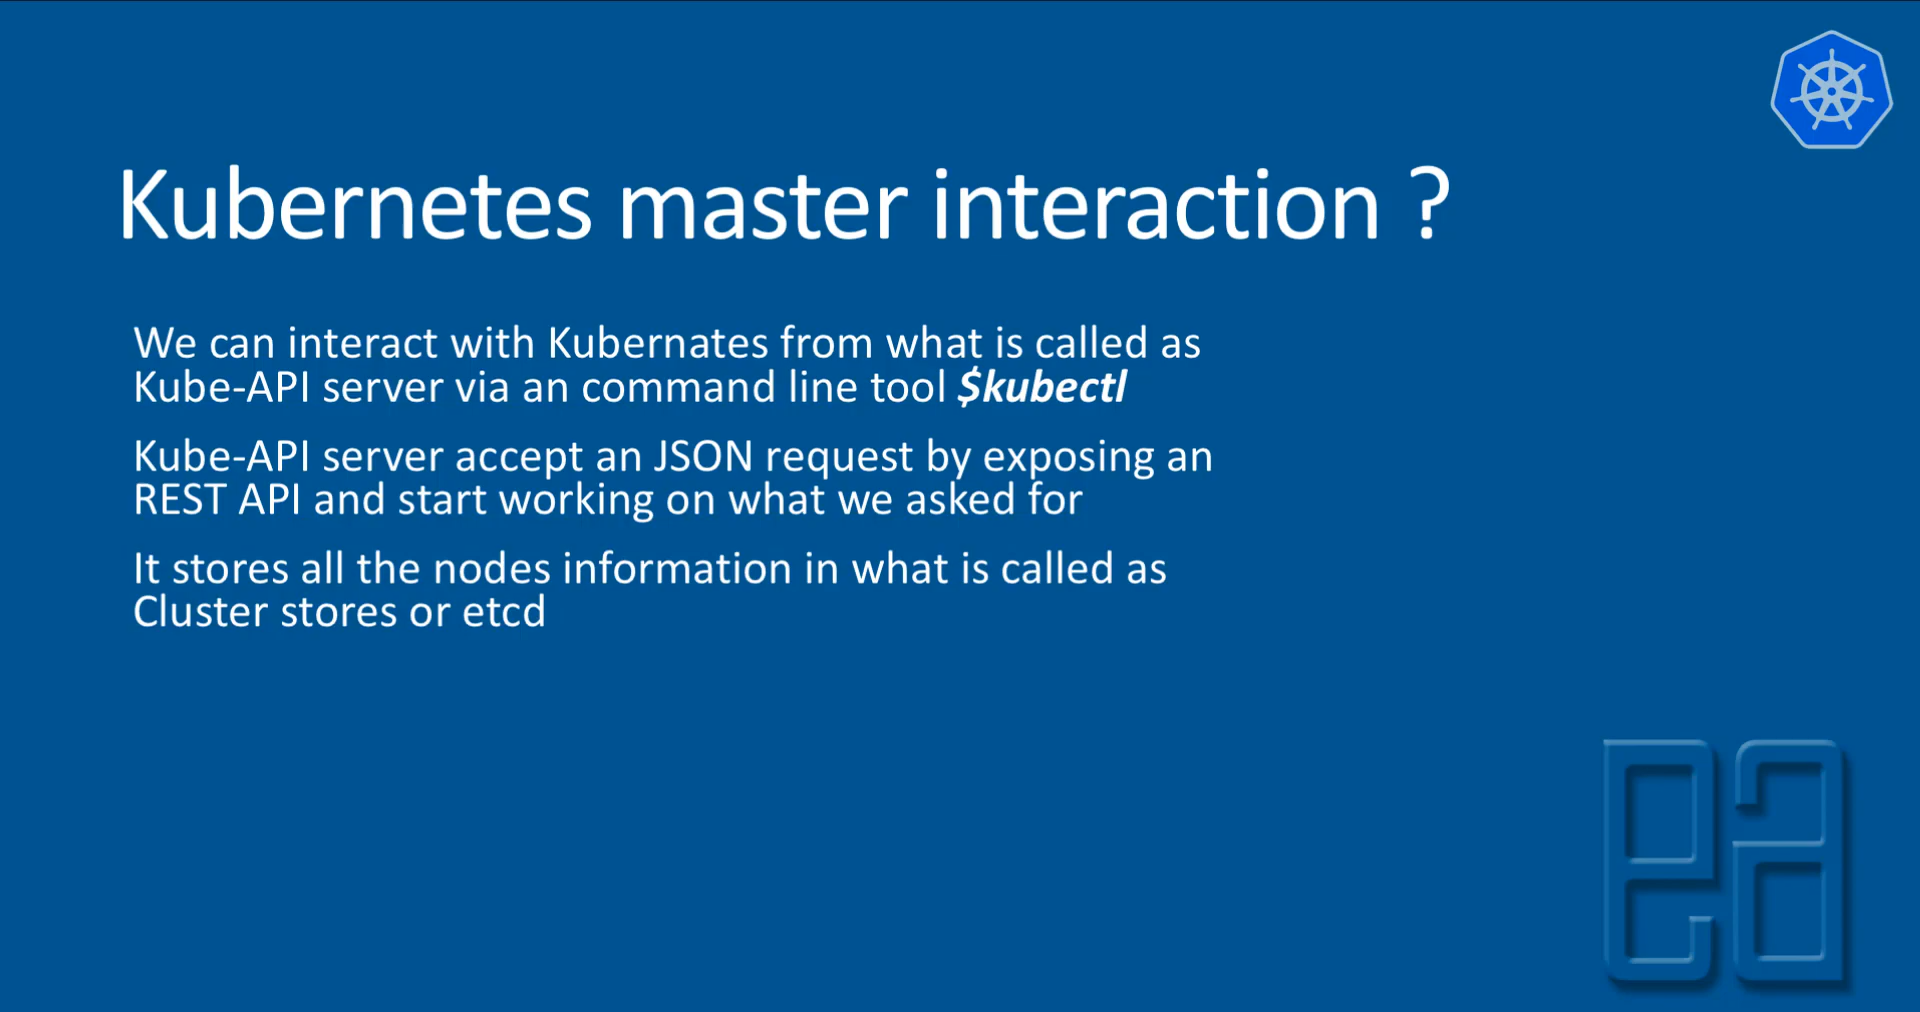 Kubernetes master interaction ?
We can interact with Kubernates from what is called as
Kube-API server via an command line tool $kubectl
Kube-API server accept an JSON request by exposing an
REST API and start working on what we asked for
It stores all the nodes information in what is called as
Cluster stores or etcd
ea